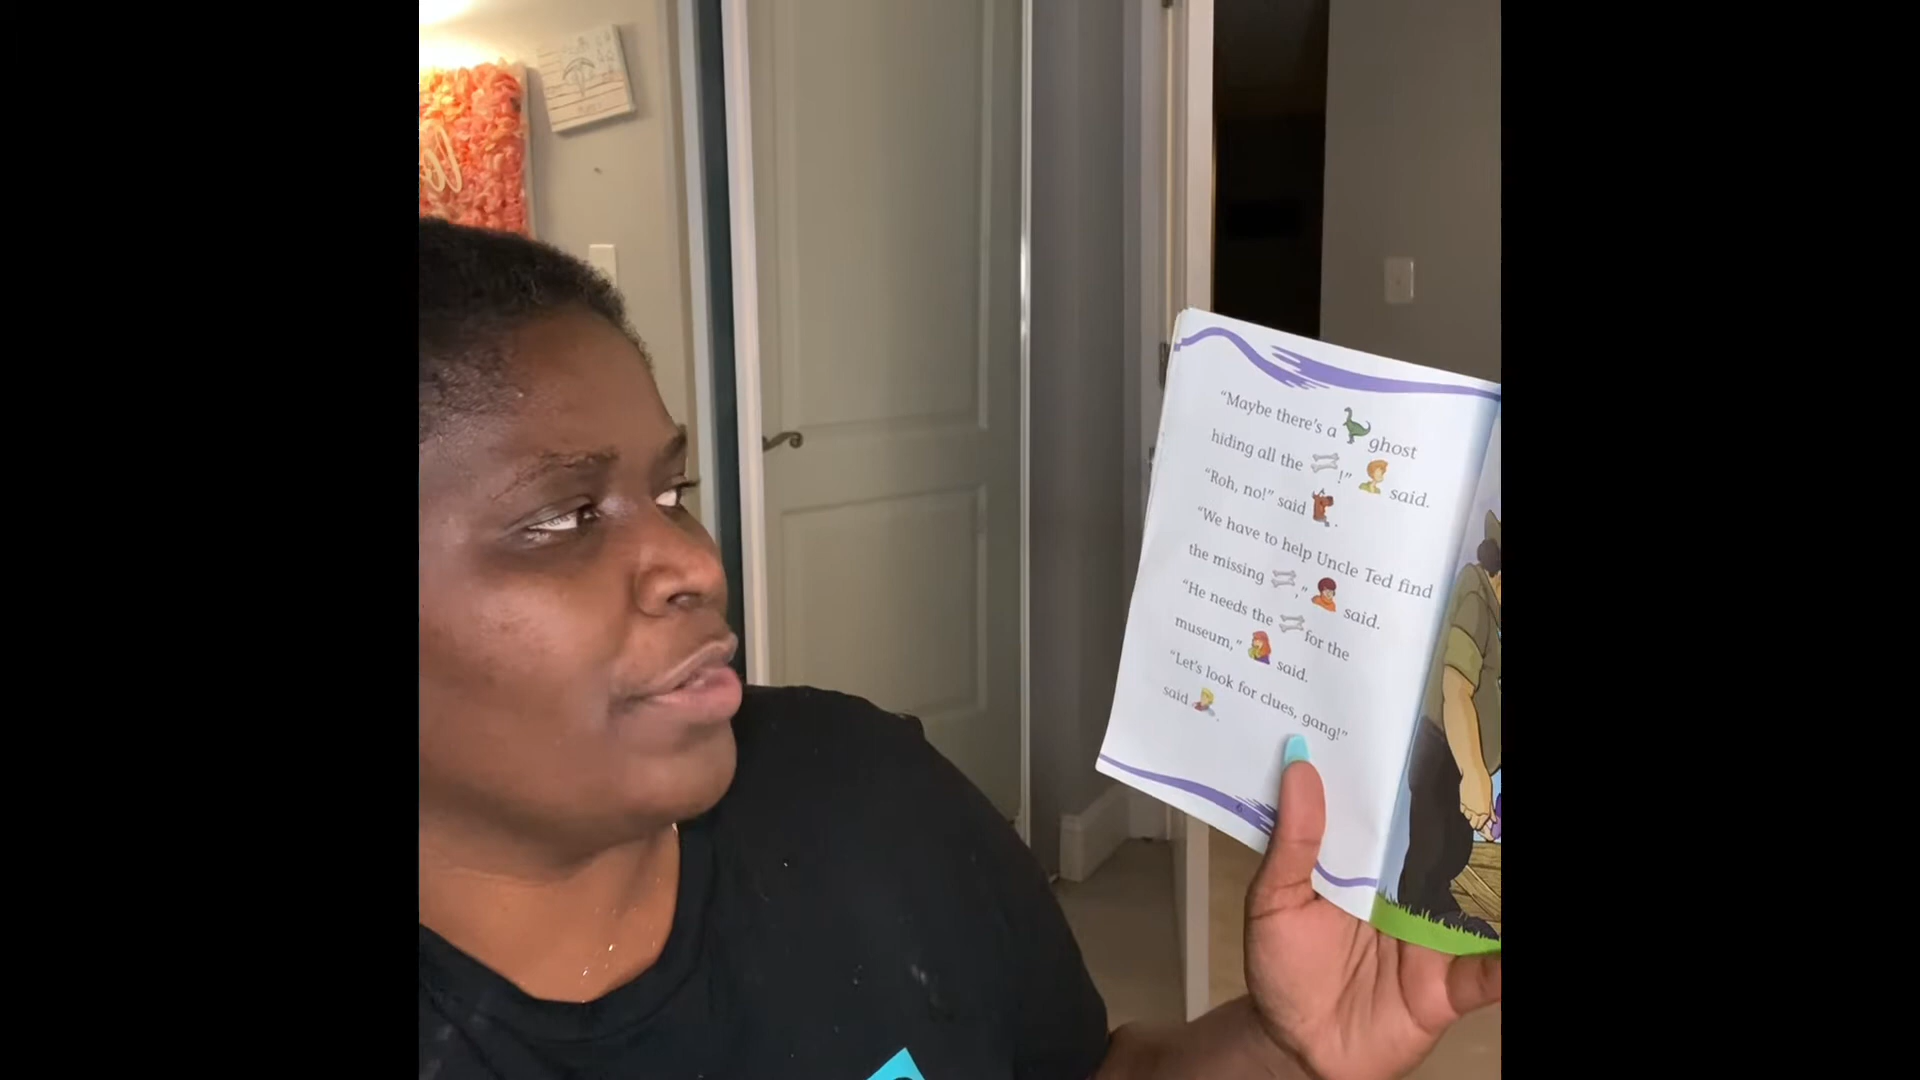 "Maybe there's a ghost
hiding all the !" said.
"Roh, no!" said .
"We have to help Uncle Ted find
the missing ," said.
"He needs the for the
museum," said.
"Let's look for clues, gang!"
said .
6